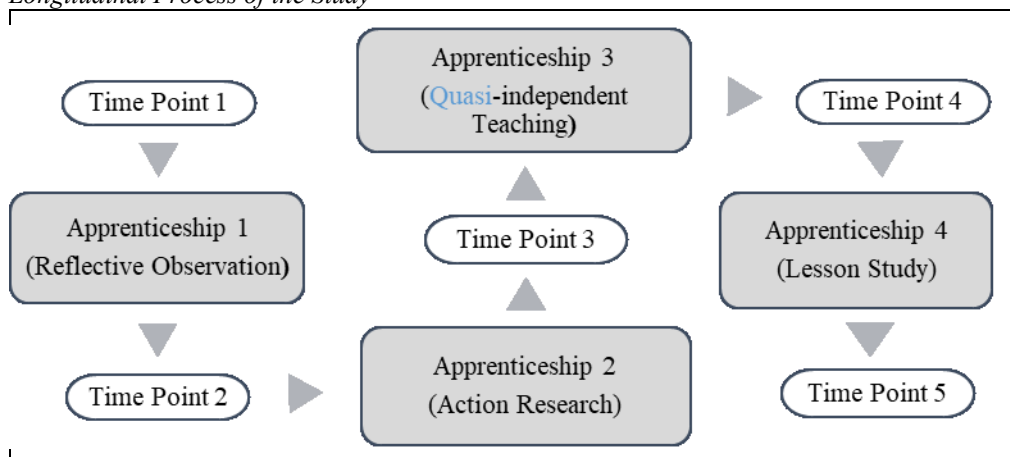 Longitudinal Process of the Study
Time Point 1
Apprenticeship 1
(Reflective Observation)
Time Point 2
Apprenticeship 2
(Action Research)
Time Point 3
Apprenticeship 3
(Quasi-independent
Teaching)
Time Point 4
Apprenticeship 4
(Lesson Study)
Time Point 5